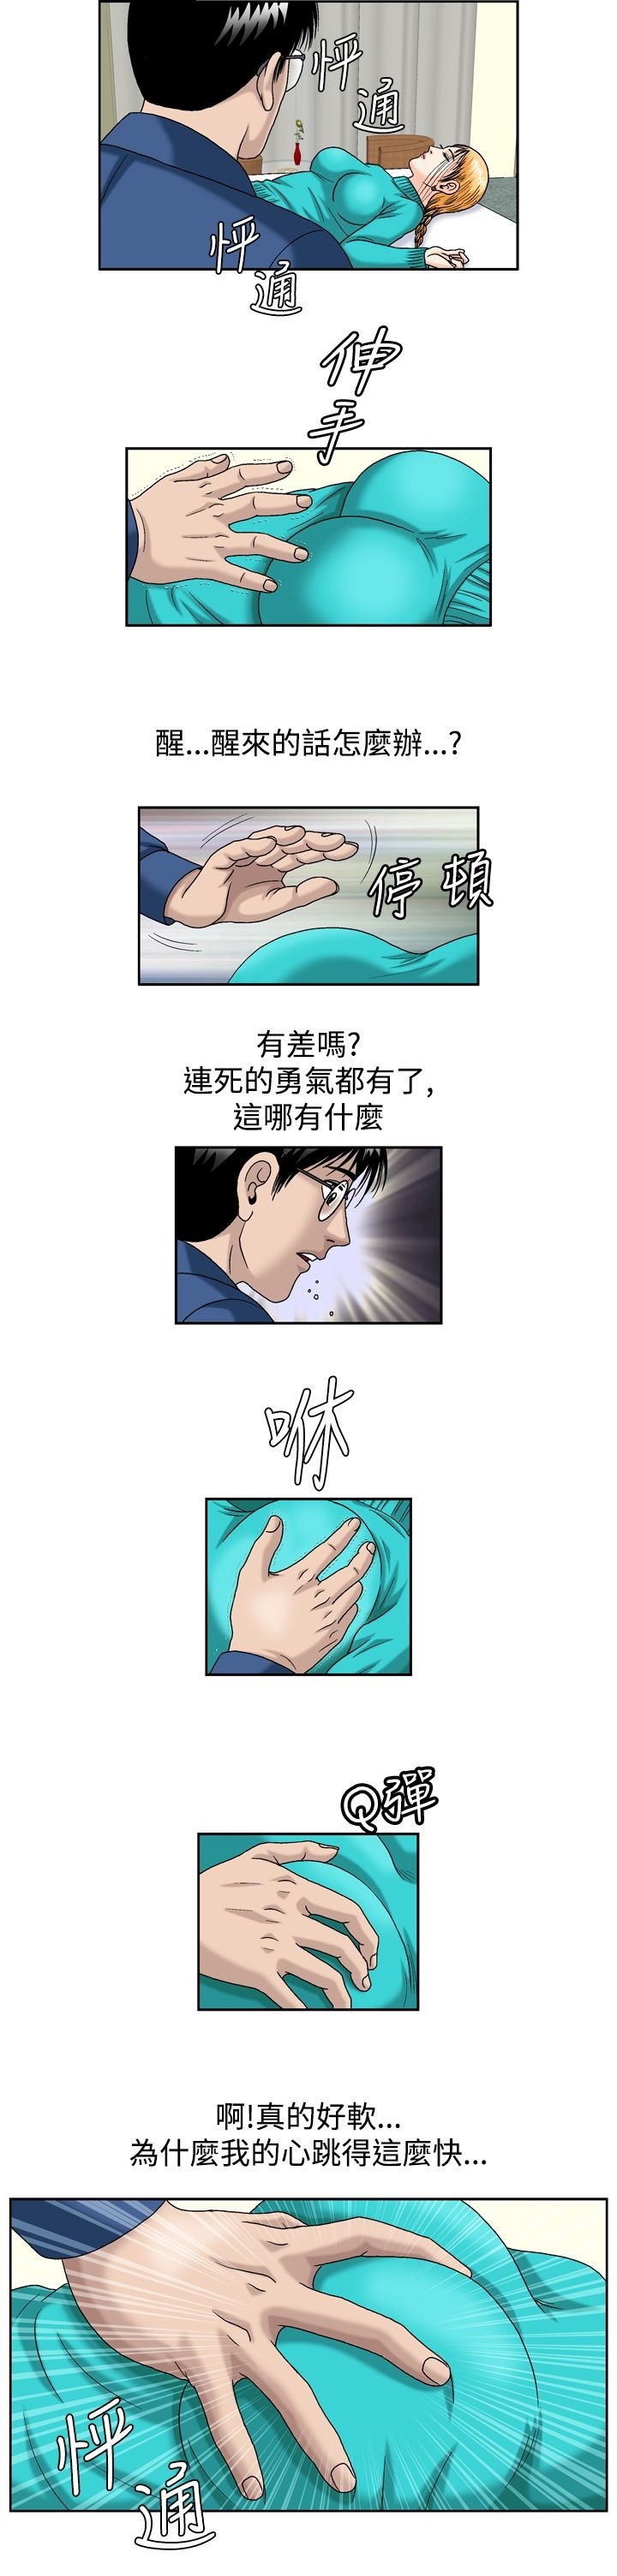 怦
通
怦
通
伸
手
醒...醒來的話怎麼辦...?
停頓
有差嗎?
連死的勇氣都有了,
這哪有什麼
咻
Q彈
啊!真的好軟...
為什麼我的心跳得這麼快...
怦
通